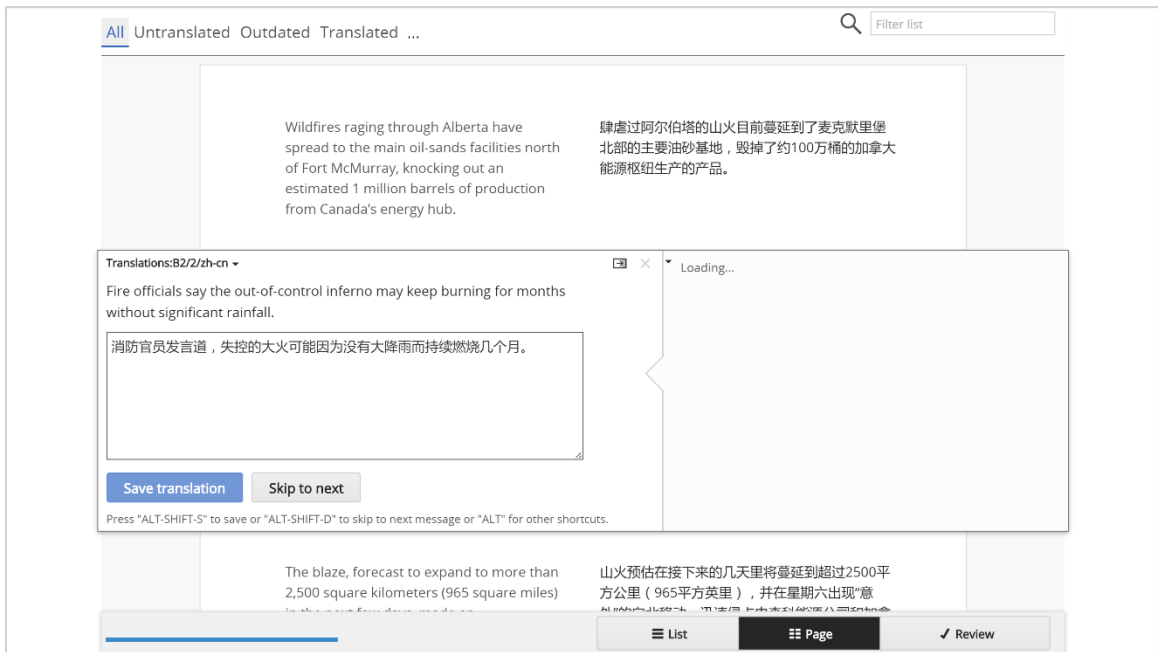 All Untranslated Outdated Translated ...
Filter list
Wildfires raging through Alberta have
spread to the main oil-sands facilities north
of Fort McMurray, knocking out an
estimated 1 million barrels of production
from Canada's energy hub.
肆虐过阿尔伯塔的山火目前蔓延到了麦克默里堡
北部的主要油砂基地，毁掉了约100万桶的加拿大
能源枢纽生产的产品。
Translations:B2/2/zh-cn
Fire officials say the out-of-control inferno may keep burning for months
without significant rainfall.
消防官员发言道，失控的大火可能因为没有大降雨而持续燃烧几个月。
Save translation
Skip to next
Press "ALT-SHIFT-S" to save or "ALT-SHIFT-D" to skip to next message or "ALT" for other shortcuts.
Loading...
The blaze, forecast to expand to more than
2,500 square kilometers (965 square miles)
in the next few days, made an
山火预估在接下来的几天里将蔓延到超过2500平
方公里（965平方英里），并在星期六出现“意
List
Page
Review